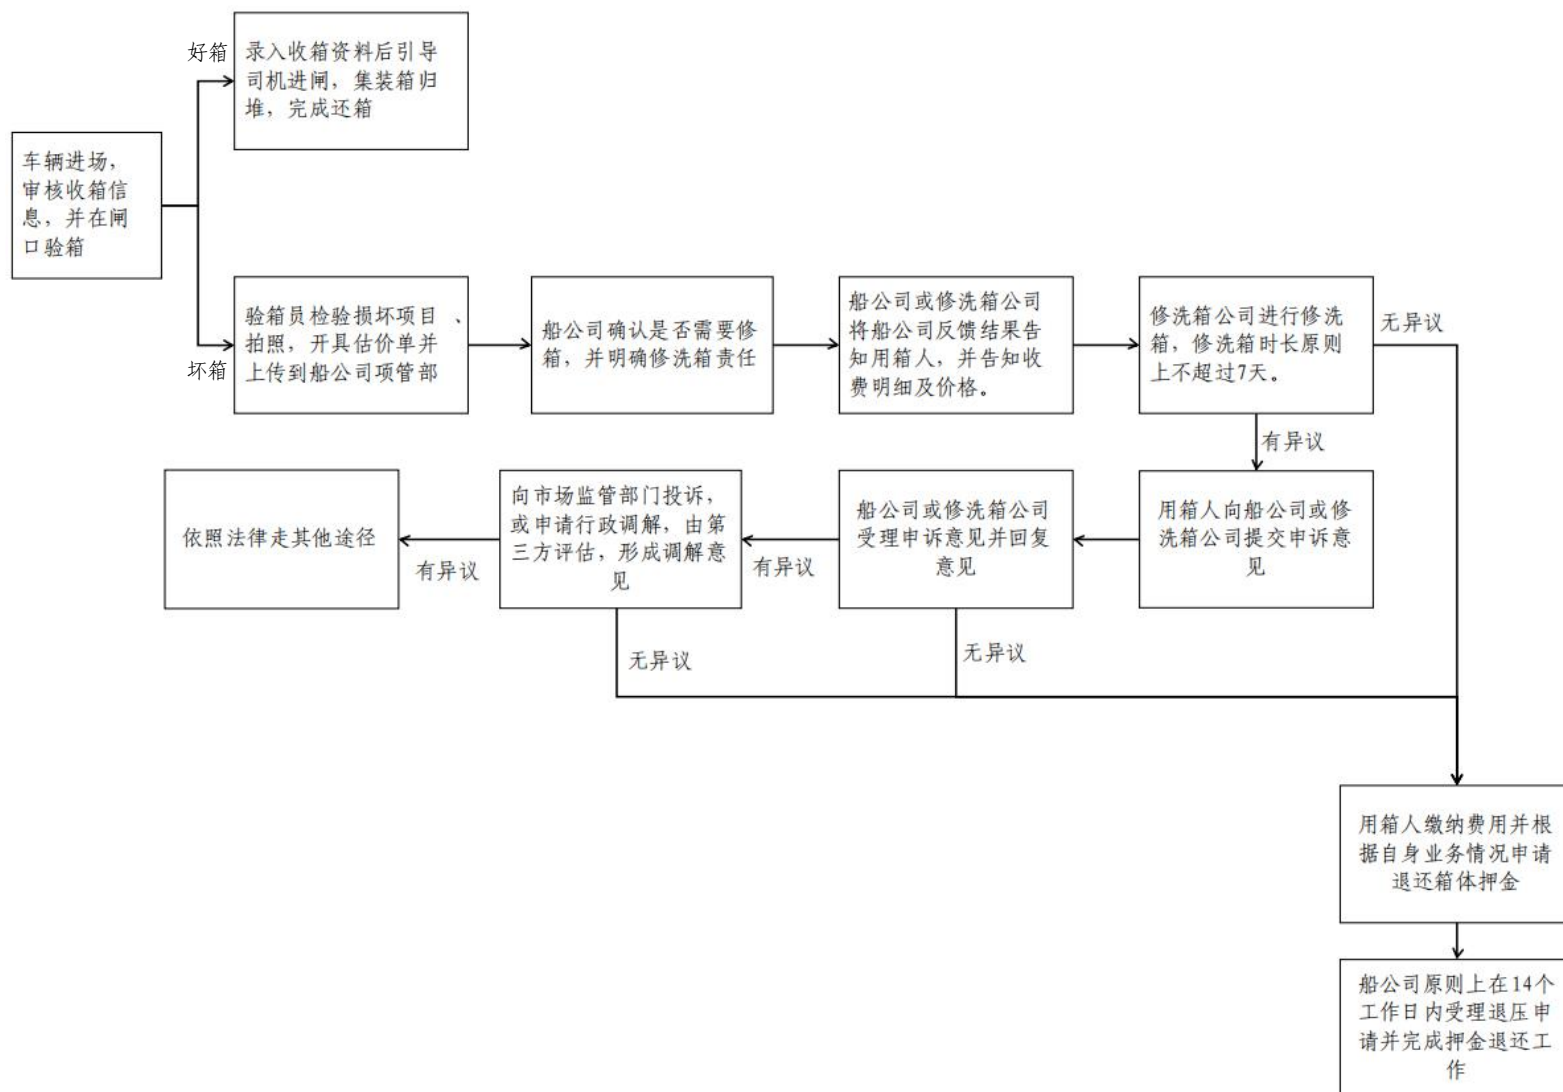 好箱
录入收箱资料后引导
司机进闸，集装箱归
堆，完成还箱
车辆进场，
审核收箱信
息，并在闸
口验箱
坏箱
验箱员检验损坏项目、
拍照，开具估价单并
上传到船公司项管部
船公司确认是否需要修
箱，并明确修洗箱责任
船公司或修洗箱公司
将船公司反馈结果告
知用箱人，并告知收
费明细及价格。
修洗箱公司进行修洗
箱，修洗箱时长原则
上不超过7天。
无异议
有异议
用箱人向船公司或修
洗箱公司提交申诉意
见
船公司或修洗箱公司
受理申诉意见并回复
意见
有异议
向市场监管部门投诉，
或申请行政调解，由第
三方评估，形成调解意
见
有异议
依照法律走其他途径
无异议
无异议
用箱人缴纳费用并根
据自身业务情况申请
退还箱体押金
船公司原则上在14个
工作日内受理退压申
请并完成押金退还工
作